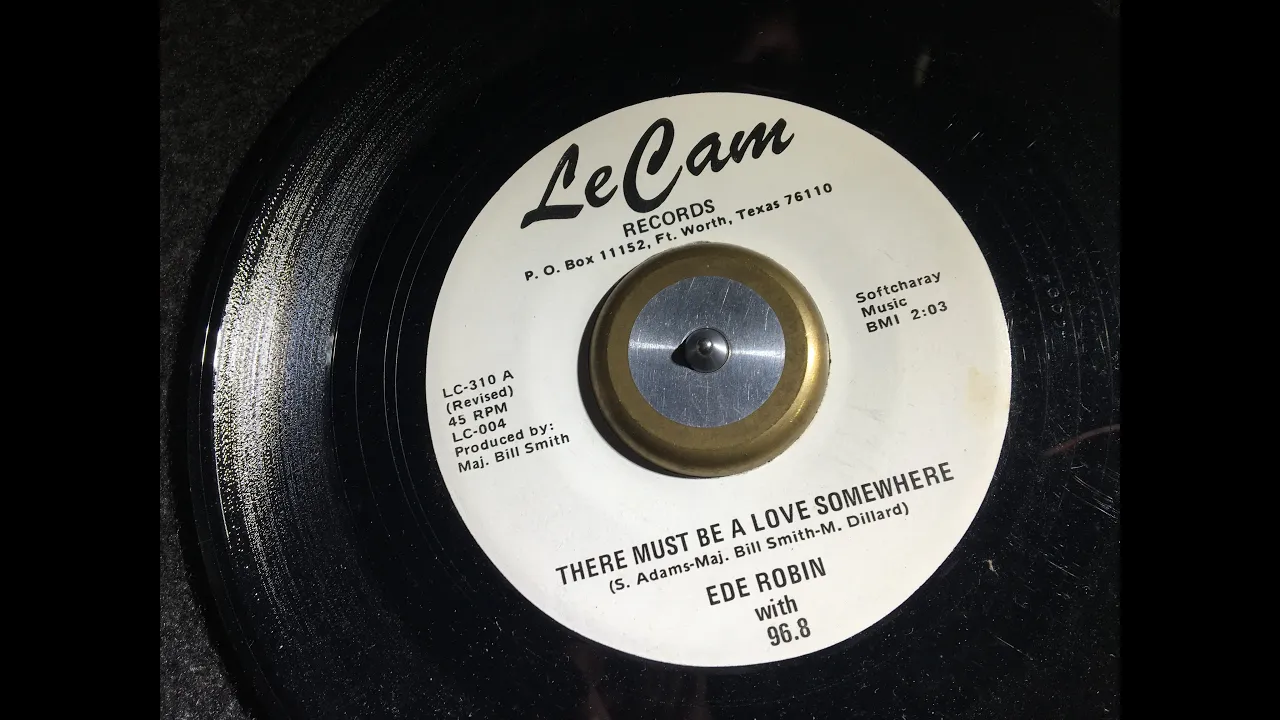 LeCam
RECORDS
P. O. Box 11152, Ft. Worth, Texas 76110
Softcharay
Music
BMI 2:03
LC-310 A
(Revised)
45 RPM
LC-004
Produced by:
Maj. Bill Smith
THERE MUST BE A LOVE SOMEWHERE
(S. Adams-Maj. Bill Smith-M. Dillard)
EDE ROBIN
with
96.8